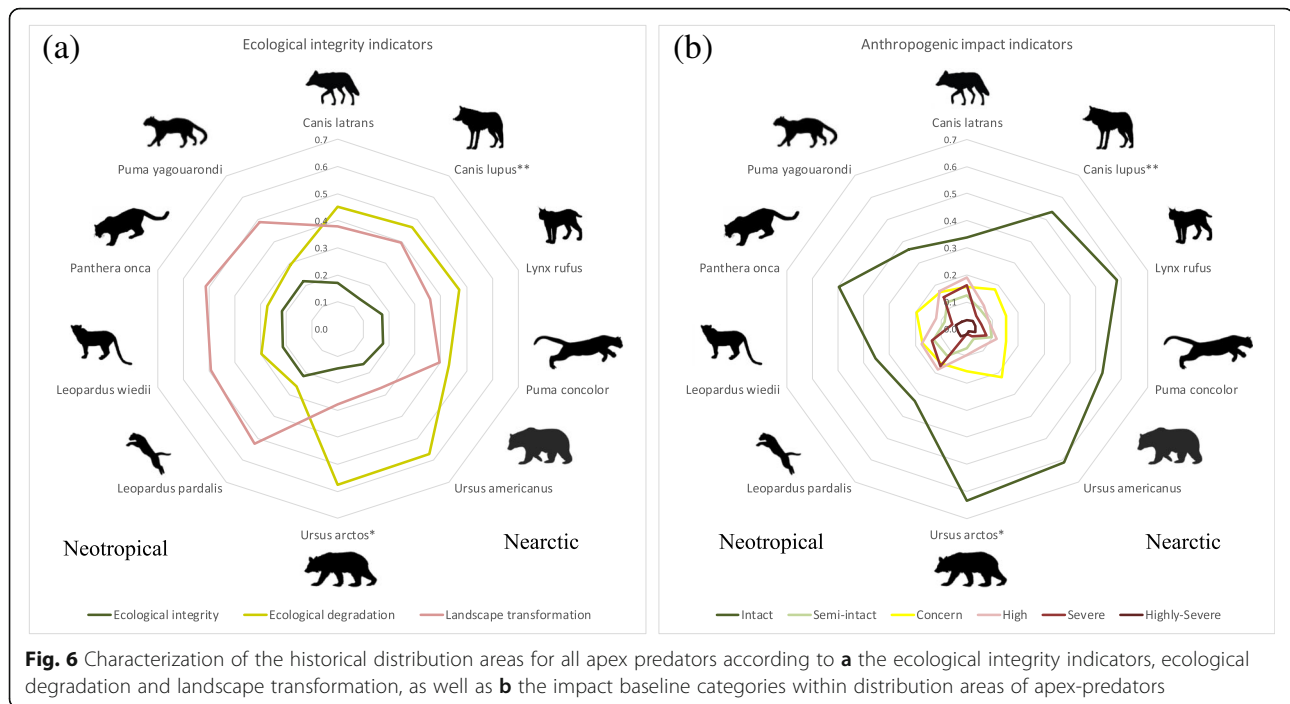 (a)
Ecological integrity indicators
Canis latrans
Puma yagouarondi
Canis lupus**
Panthera onca
Lynx rufus
Leopardus wiedii
Puma concolor
Leopardus pardalis
Ursus americanus
Ursus arctos*
0.7
0.6
0.5
0.4
0.3
0.2
0.1
0.0
Neotropical
Nearctic
Ecological integrity Ecological degradation Landscape transformation
(b)
Anthropogenic impact indicators
Canis latrans
Puma yagouarondi
Canis lupus**
Panthera onca
Lynx rufus
Leopardus wiedii
Puma concolor
Leopardus pardalis
Ursus americanus
Ursus arctos*
0.7
0.6
0.5
0.4
0.3
0.2
0.1
0.0
Neotropical
Nearctic
Intact Semi-intact Concern High Severe Highly-Severe
Fig. 6 Characterization of the historical distribution areas for all apex predators according to a the ecological integrity indicators, ecological
degradation and landscape transformation, as well as b the impact baseline categories within distribution areas of apex-predators